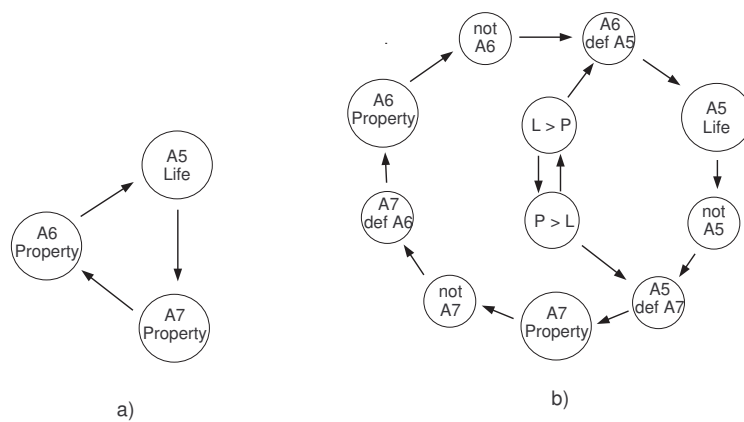 A5
Life
A6
Property
A7
Property
a)
not
A6
A6
def A5
A6
Property
L > P
A5
Life
A7
def A6
P > L
not
A5
not
A7
A7
Property
A5
def A7
b)